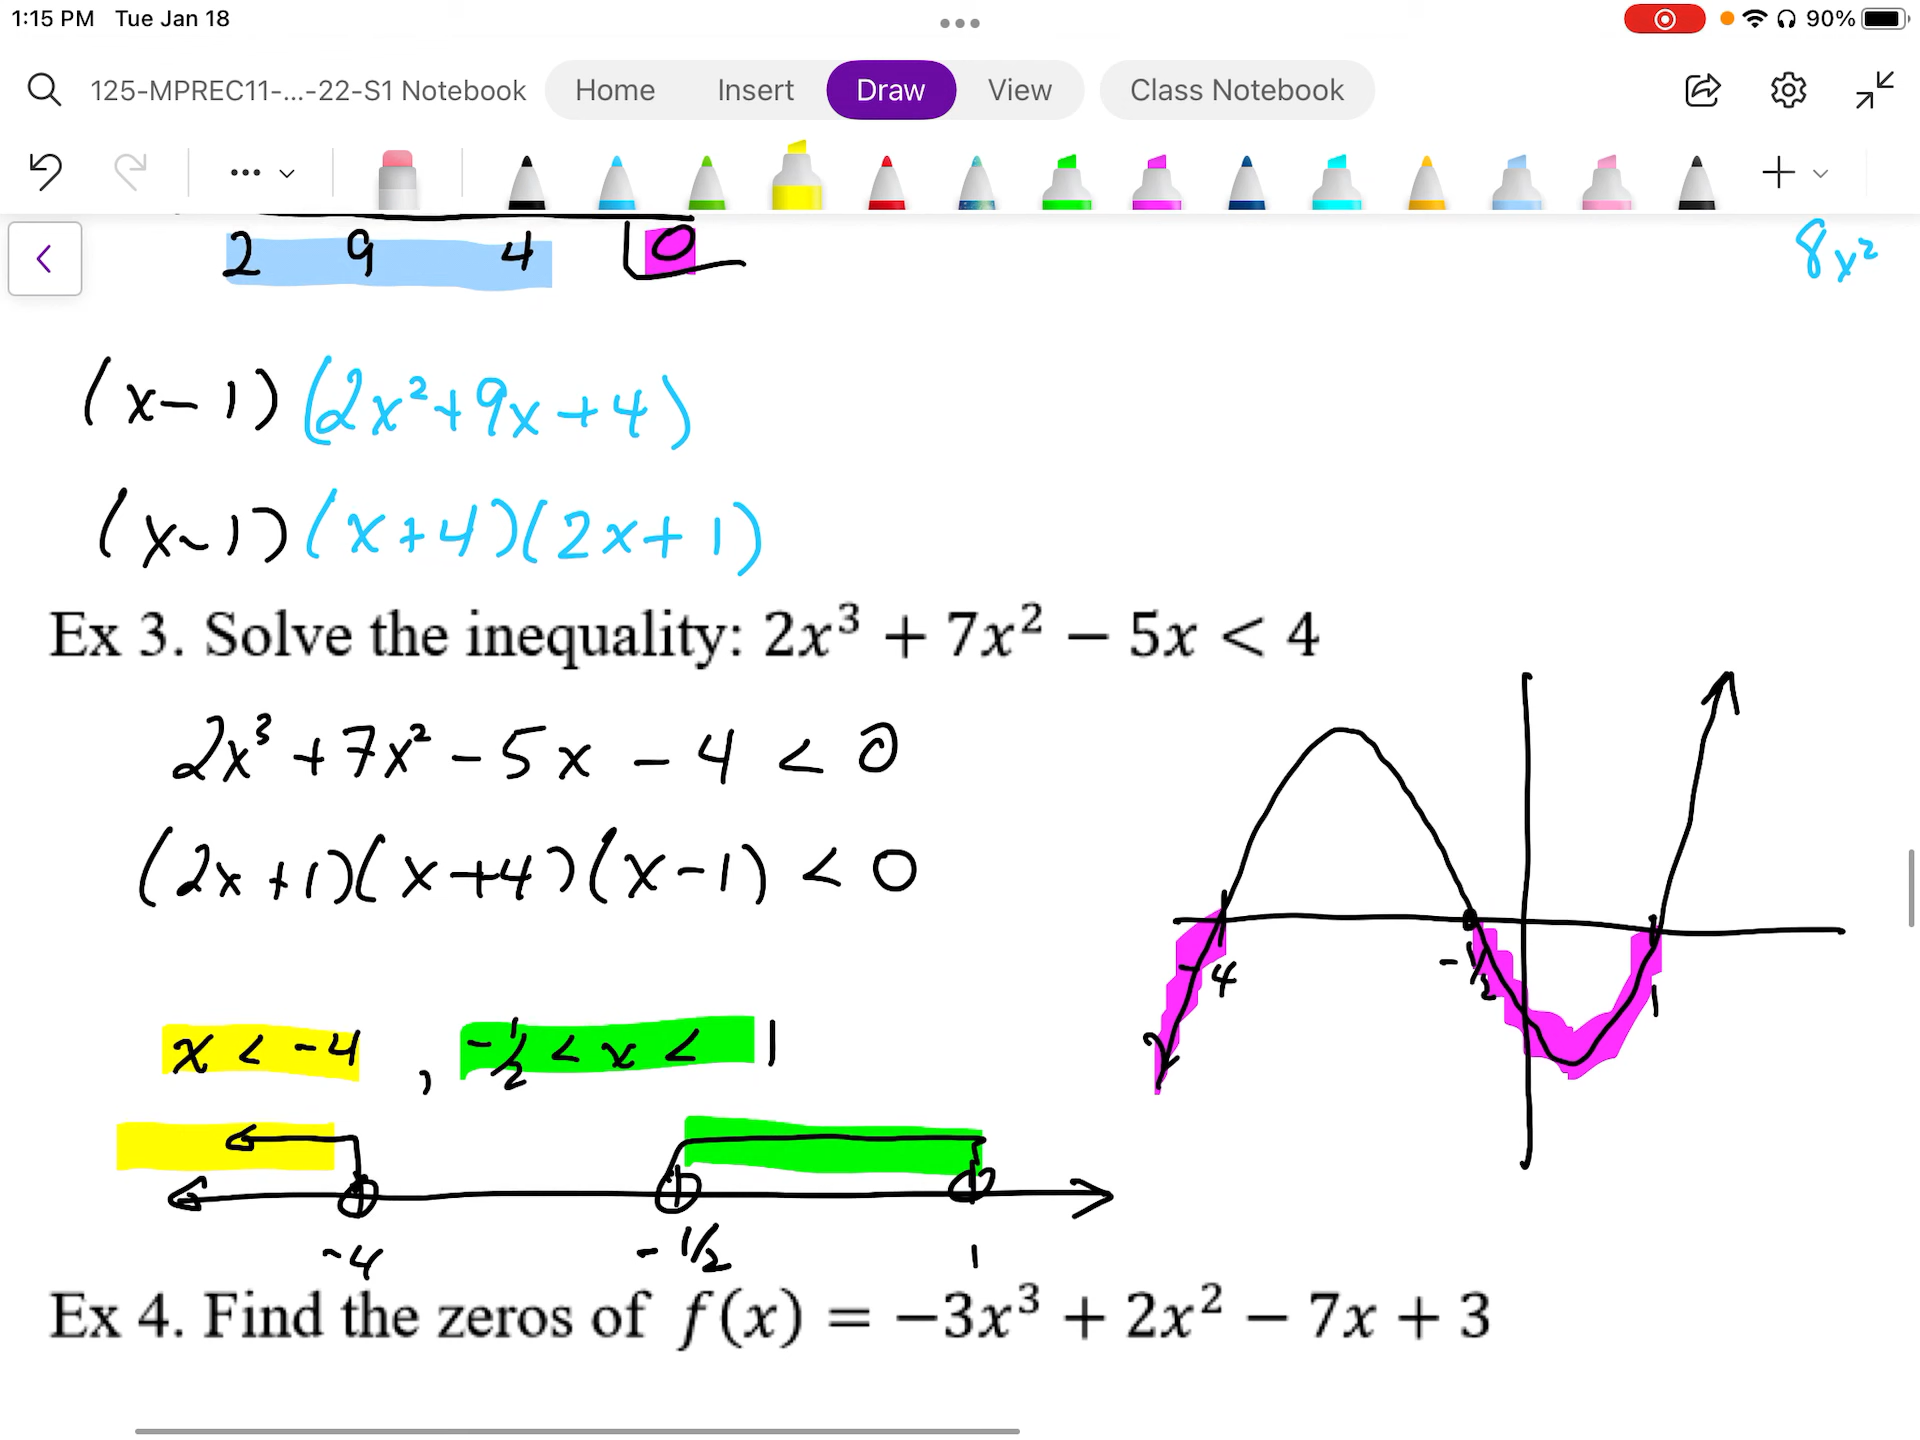 1:15 PM Tue Jan 18
90%
125-MPREC11-...-22-S1 Notebook Home Insert Draw View Class Notebook
2 9 4 0
8x²
(x-1)(2x²+9x+4)
(x-1)(x+4)(2x+1)
Ex 3. Solve the inequality: 2x³ + 7x² − 5x < 4
2x³ + 7x² - 5x - 4 < 0
(2x+1)(x+4)(x-1) < 0
-4 -1/2 1
x < -4 , -1/2 < x < 1
-4 -1/2 1
Ex 4. Find the zeros of f(x) = −3x³ + 2x² − 7x + 3